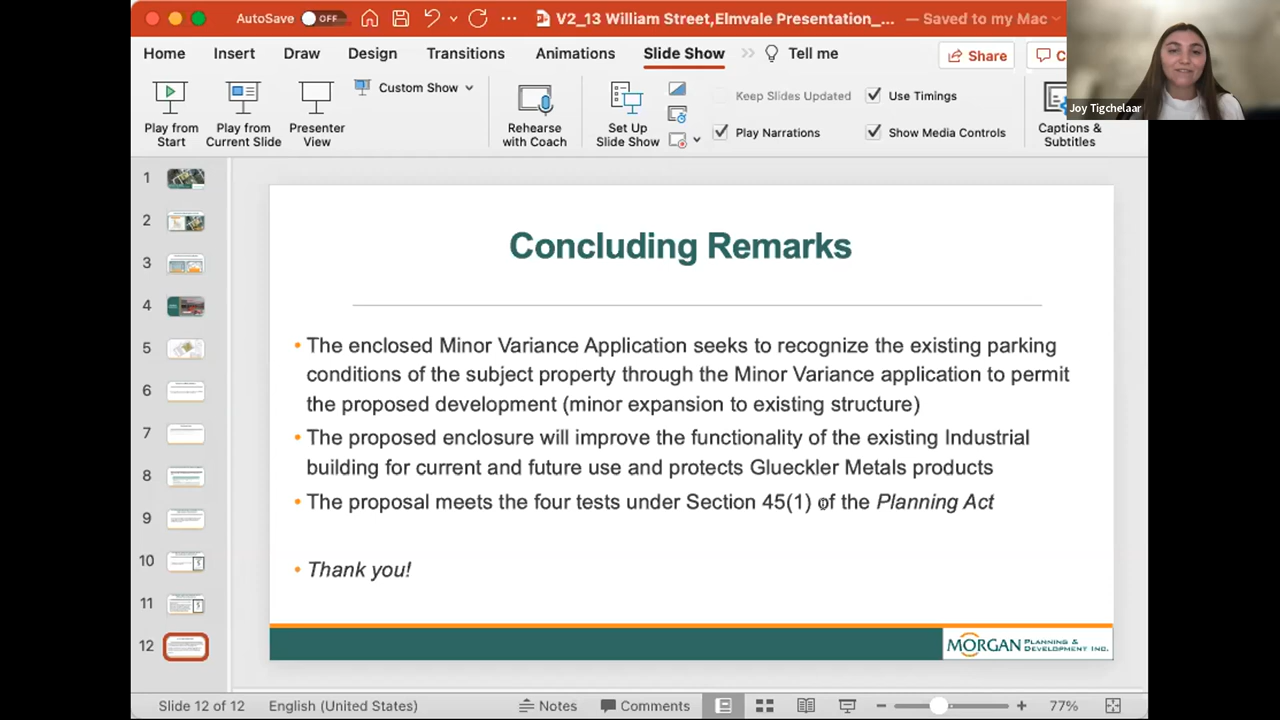 AutoSave OFF V2_13 William Street,Elmvale Presentation_... — Saved to my Mac
Home Insert Draw Design Transitions Animations Slide Show Tell me Share C
Custom Show Keep Slides Updated Use Timings
Joy Tigchelaar
Play from Start
Play from Current Slide
Presenter View
Rehearse with Coach
Set Up Slide Show
Play Narrations
Show Media Controls
Captions & Subtitles
1
2
3
4
5
6
7
8
9
10
11
12
Concluding Remarks
• The enclosed Minor Variance Application seeks to recognize the existing parking
conditions of the subject property through the Minor Variance application to permit
the proposed development (minor expansion to existing structure)
• The proposed enclosure will improve the functionality of the existing Industrial
building for current and future use and protects Glueckler Metals products
• The proposal meets the four tests under Section 45(1) of the Planning Act
• Thank you!
MORGAN PLANNING &
DEVELOPMENT INC.
Slide 12 of 12 English (United States) Notes Comments 77%